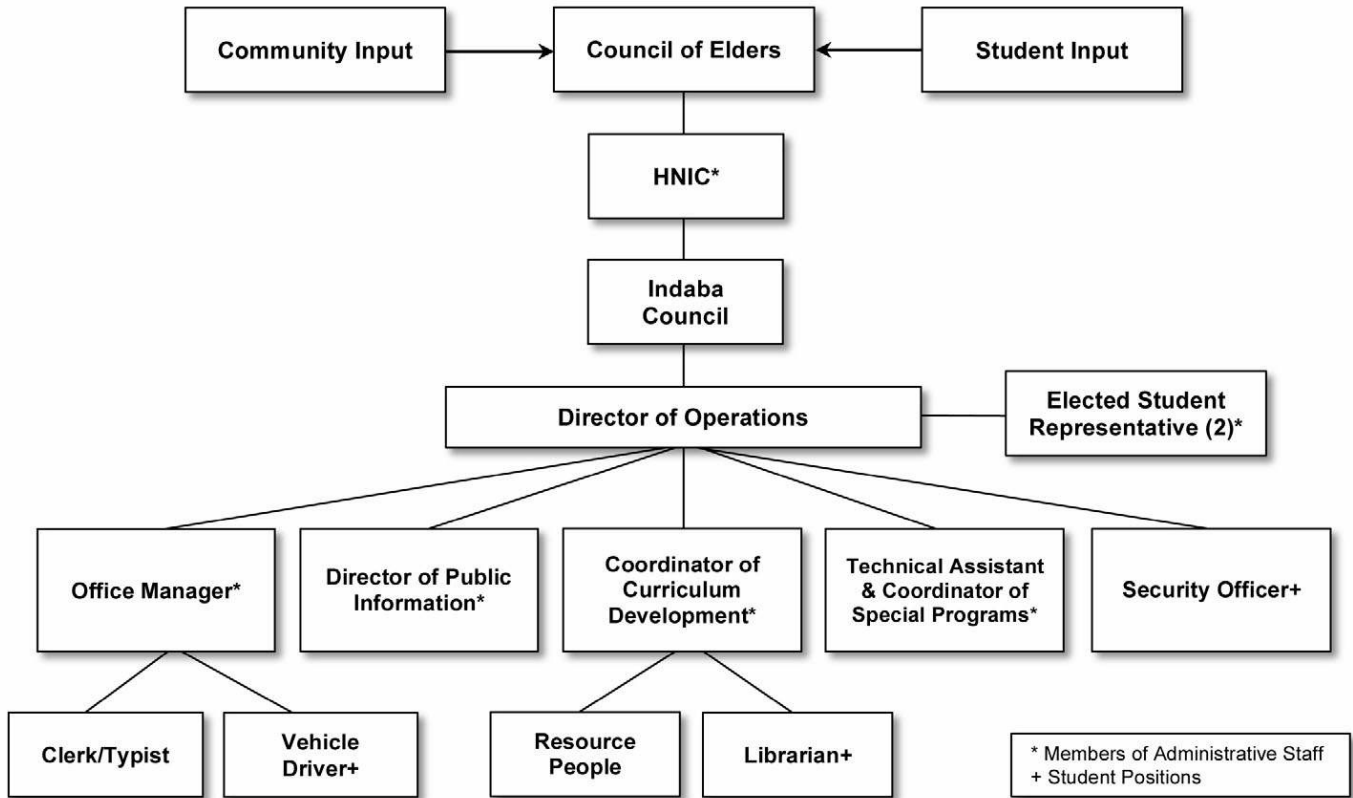 Community Input
Council of Elders
Student Input
HNIC*
Indaba
Council
Director of Operations
Elected Student
Representative (2)*
Office Manager*
Director of Public
Information*
Coordinator of
Curriculum
Development*
Technical Assistant
& Coordinator of
Special Programs*
Security Officer+
Clerk/Typist
Vehicle
Driver+
Resource
People
Librarian+
* Members of Administrative Staff
+ Student Positions